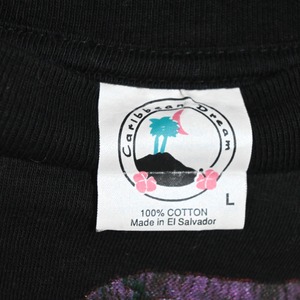 Caribbean Dream
L
100% COTTON
Made in El Salvador